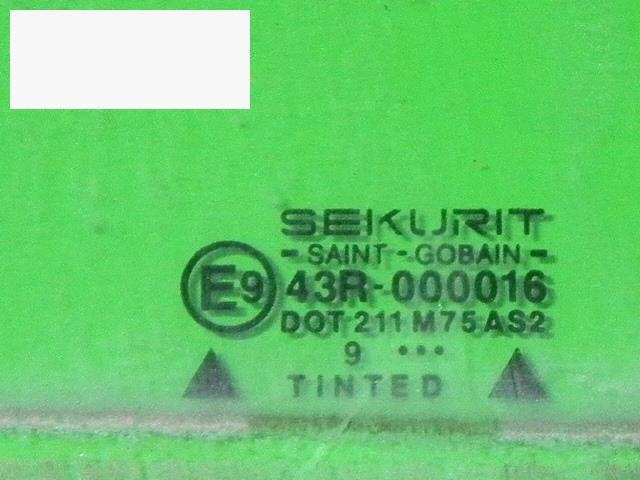 SEKURIT
- SAINT - GOBAIN -
E9 43R-000016
DOT 211 M75 AS2
9 •••
TINTED